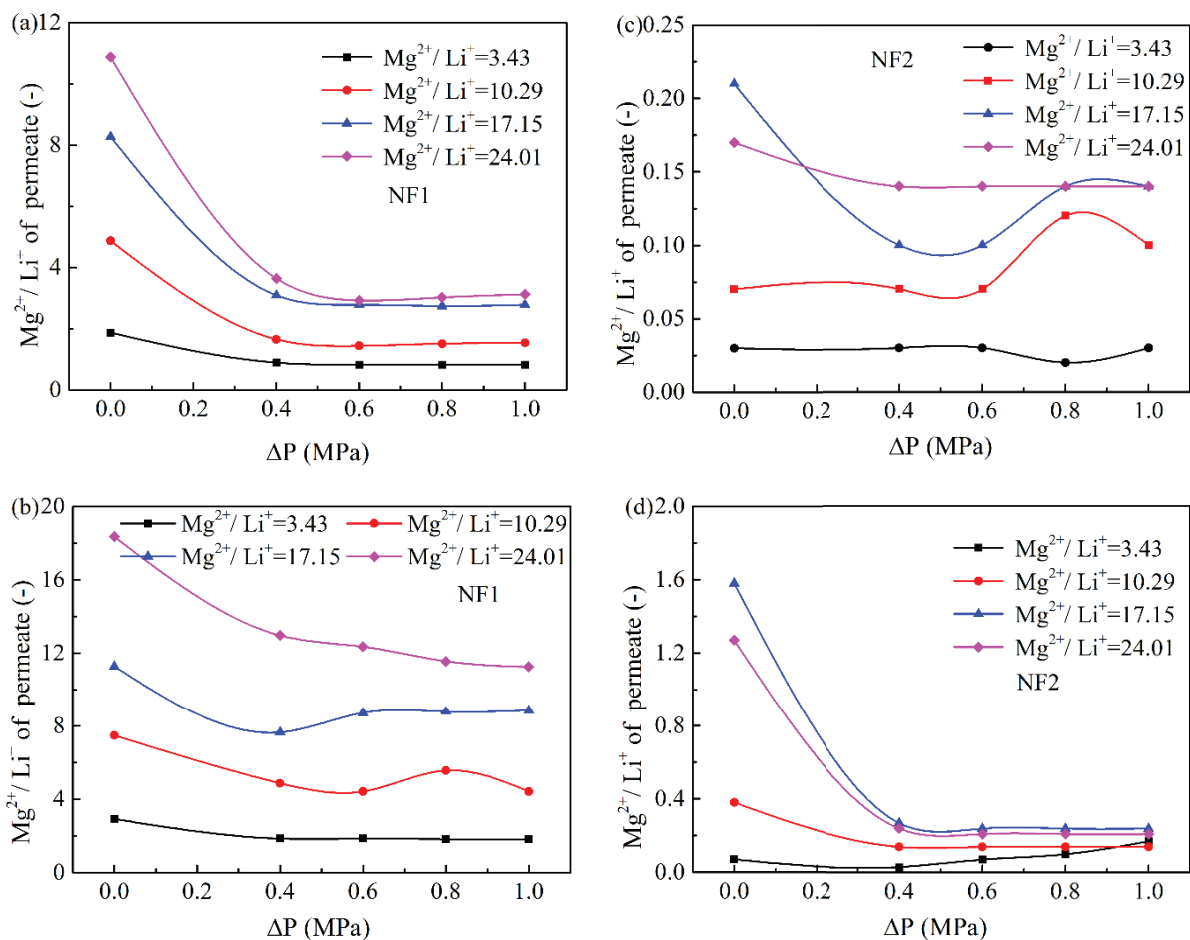 (a)
12
8
4
0
Mg²⁺/ Li⁺ of permeate (-)
Mg²⁺/ Li⁺=3.43
Mg²⁺/ Li⁺=10.29
Mg²⁺/ Li⁺=17.15
Mg²⁺/ Li⁺=24.01
NF1
0.0 0.2 0.4 0.6 0.8 1.0
ΔP (MPa)
(c)
0.25
0.20
0.15
0.10
0.05
0.00
Mg²⁺/ Li⁺ of permeate (-)
NF2
Mg²⁺/ Li⁺=3.43
Mg²⁺/ Li⁺=10.29
Mg²⁺/ Li⁺=17.15
Mg²⁺/ Li⁺=24.01
0.0 0.2 0.4 0.6 0.8 1.0
ΔP (MPa)
(b)
20
16
12
8
4
0
Mg²⁺/ Li⁻ of permeate (-)
Mg²⁺/ Li⁺=3.43 Mg²⁺/ Li⁺=10.29
Mg²⁺/ Li⁺=17.15 Mg²⁺/ Li⁺=24.01
NF1
0.0 0.2 0.4 0.6 0.8 1.0
ΔP (MPa)
(d)
2.0
1.6
1.2
0.8
0.4
0.0
Mg²⁺/ Li⁺ of permeate (-)
Mg²⁺/ Li⁺=3.43
Mg²⁺/ Li⁺=10.29
Mg²⁺/ Li⁺=17.15
Mg²⁺/ Li⁺=24.01
NF2
0.0 0.2 0.4 0.6 0.8 1.0
ΔP (MPa)